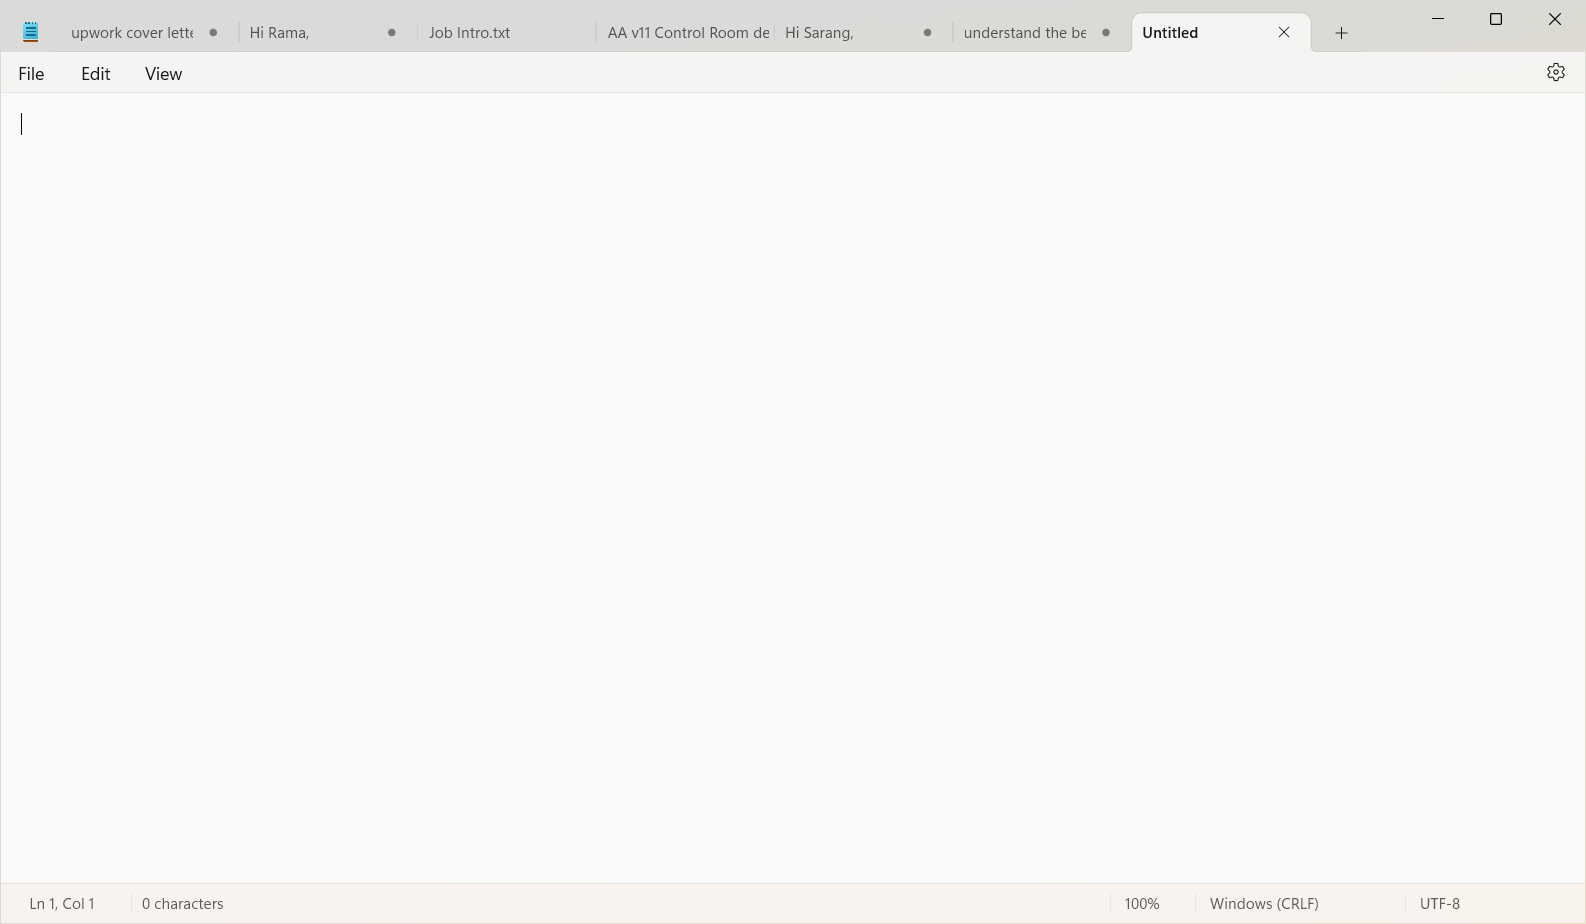 upwork cover lette
Hi Rama,
Job Intro.txt
AA v11 Control Room de
Hi Sarang,
understand the be
Untitled
File Edit View
Ln 1, Col 1 0 characters 100% Windows (CRLF) UTF-8